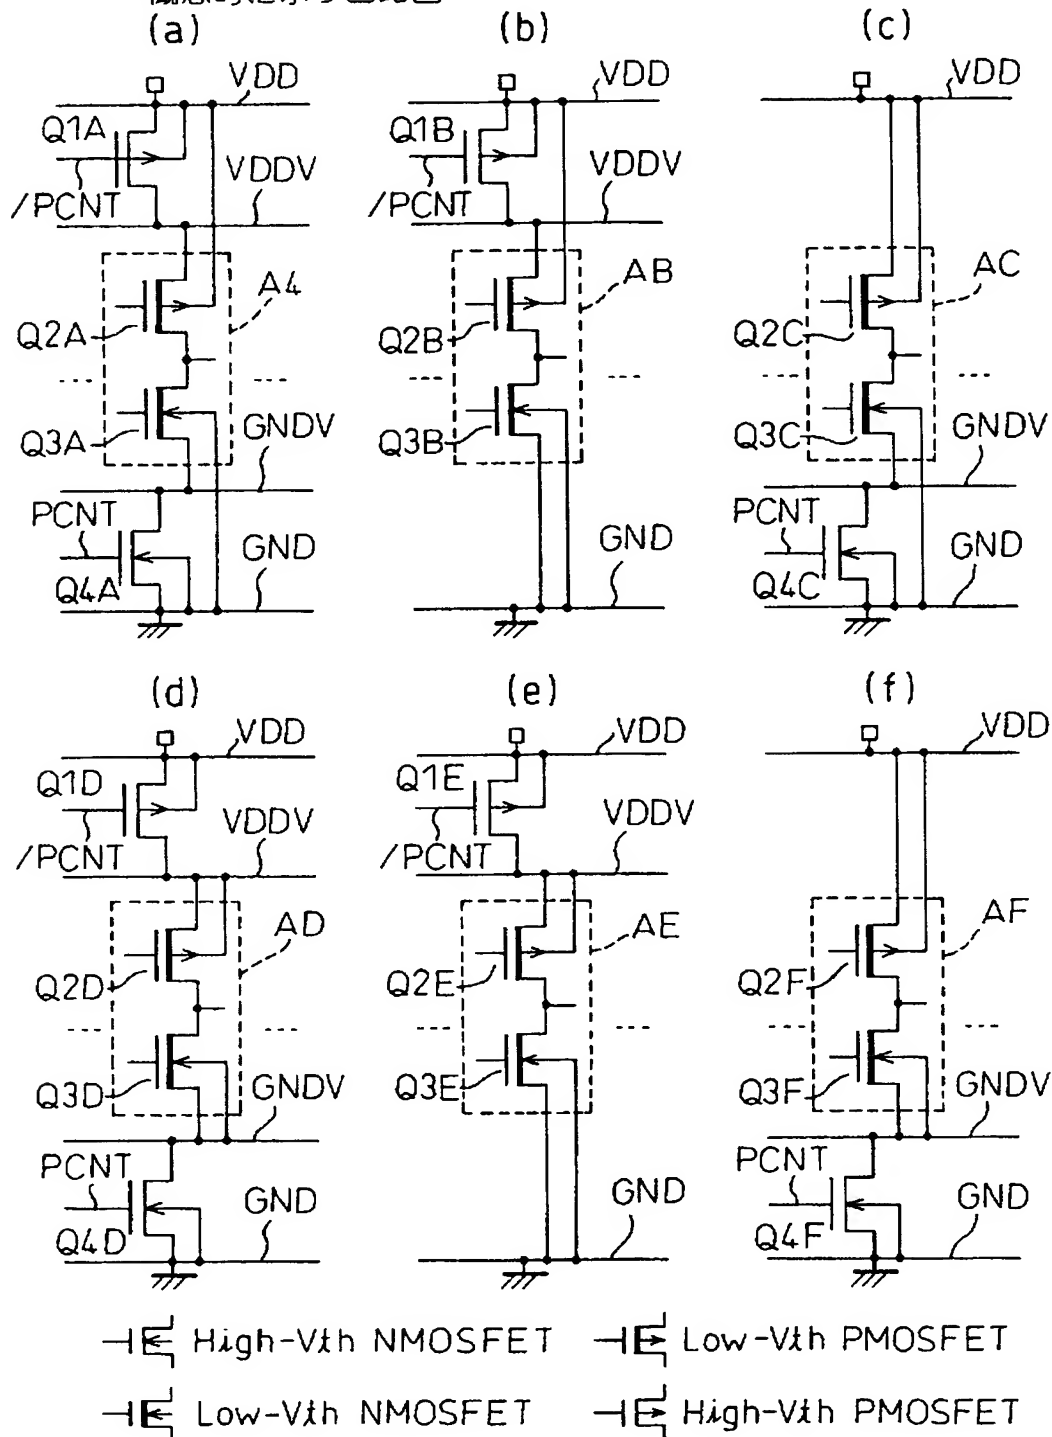 (a)
VDD
Q1A
VDDV
/PCNT
A4
Q2A
Q3A
GNDV
PCNT
GND
Q4A
(b)
VDD
Q1B
VDDV
/PCNT
AB
Q2B
Q3B
GND
(c)
VDD
AC
Q2C
Q3C
GNDV
PCNT
GND
Q4C
(d)
VDD
Q1D
VDDV
/PCNT
AD
Q2D
Q3D
GNDV
PCNT
GND
Q4D
(e)
VDD
Q1E
VDDV
/PCNT
AE
Q2E
Q3E
GND
(f)
VDD
AF
Q2F
Q3F
GNDV
PCNT
GND
Q4F
High-Vth NMOSFET
Low-Vth PMOSFET
Low-Vth NMOSFET
High-Vth PMOSFET